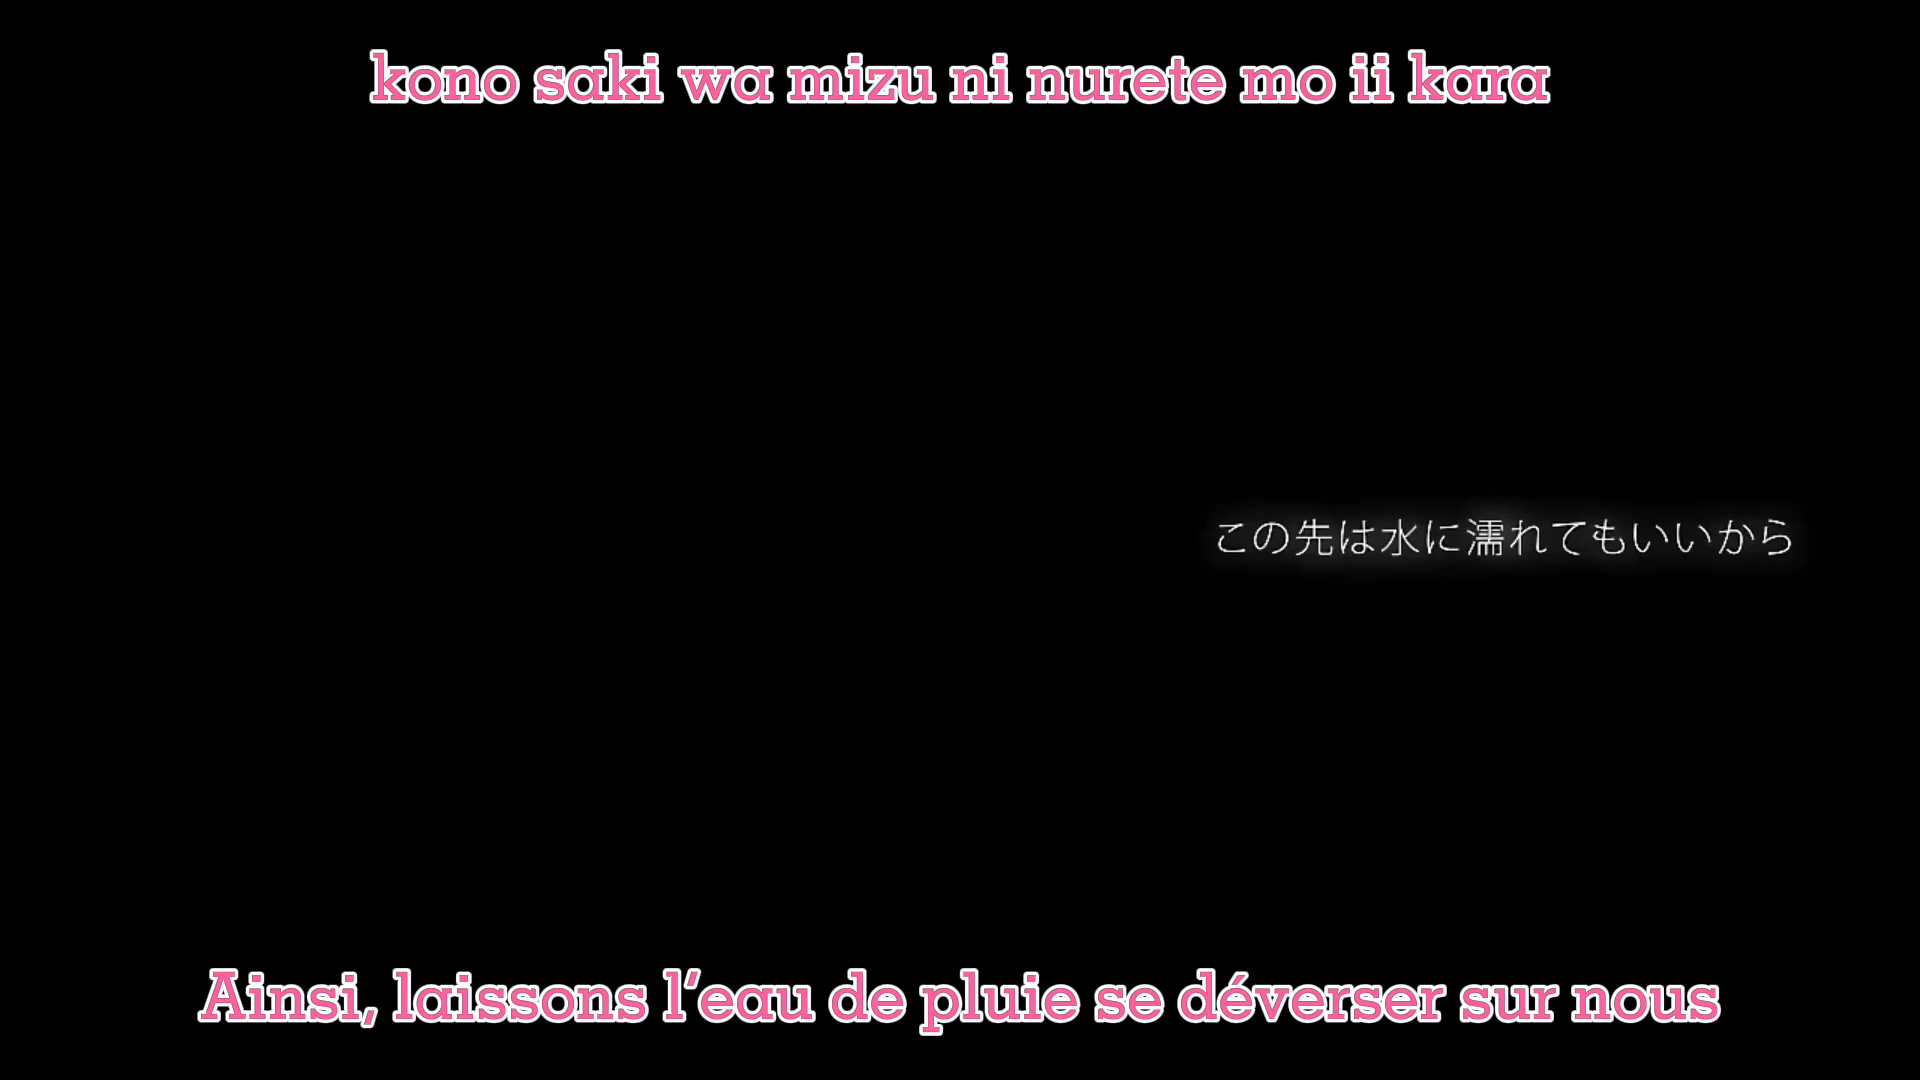 kono saki wa mizu ni nurete mo ii kara
この先は水に濡れてもいいから
Ainsi, laissons l’eau de pluie se déverser sur nous